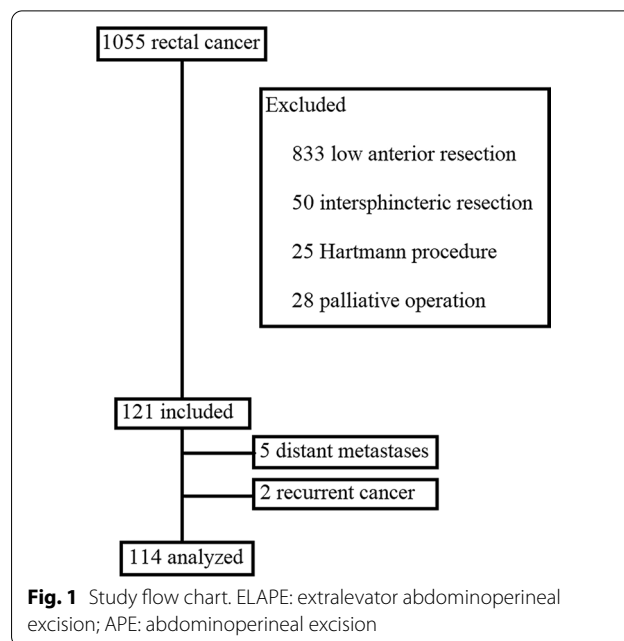 1055 rectal cancer
Excluded
833 low anterior resection
50 intersphincteric resection
25 Hartmann procedure
28 palliative operation
121 included
5 distant metastases
2 recurrent cancer
114 analyzed
Fig. 1 Study flow chart. ELAPE: extralevator abdominoperineal
excision; APE: abdominoperineal excision